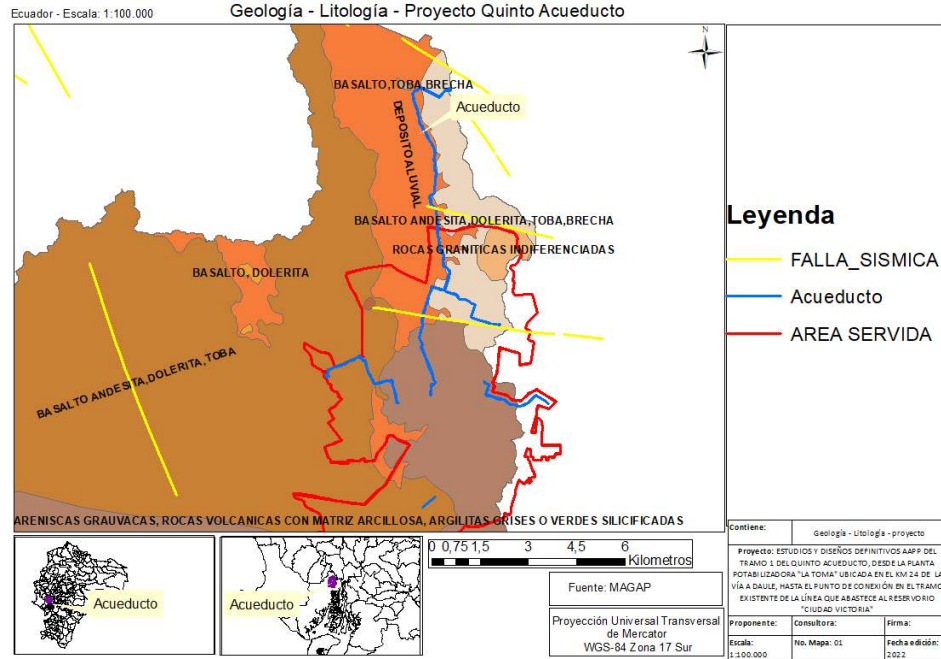 Ecuador - Escala: 1:100.000
Geología - Litología - Proyecto Quinto Acueducto
N
BASALTO,TOBA,BRECHA
Acueducto
DEPOSITO ALUVIAL
BASALTO ANDESITA,DOLERITA,TOBA,BRECHA
ROCAS GRANITICAS INDIFERENCIADAS
BASALTO, DOLERITA
BASALTO ANDESITA,DOLERITA,TOBA
ARENISCAS GRAUVACAS, ROCAS VOLCANICAS CON MATRIZ ARCILLOSA, ARGILITAS GRISES O VERDES SILICIFICADAS
Leyenda
FALLA_SISMICA
Acueducto
AREA SERVIDA
Acueducto
Acueducto
0 0,75 1,5 3 4,5 6
Kilometros
Fuente: MAGAP
Proyección Universal Transversal
de Mercator
WGS-84 Zona 17 Sur
Contiene:
Geología - Litología - proyecto
Proyecto: ESTUDIOS Y DISEÑOS DEFINITIVOS AAPP DEL
TRAMO 1 DEL QUINTO ACUEDUCTO, DESDE LA PLANTA
POTABILIZADORA "LA TOMA" UBICADA EN EL KM 24 DE LA
VÍA A DAULE, HASTA EL PUNTO DE CONEXIÓN EN EL TRAMO
EXISTENTE DE LA LÍNEA QUE ABASTECE AL RESERVORIO
"CIUDAD VICTORIA"
Proponente:
Consultora:
Firma:
Escala:
1:100.000
No. Mapa: 01
Fecha edición:
2022